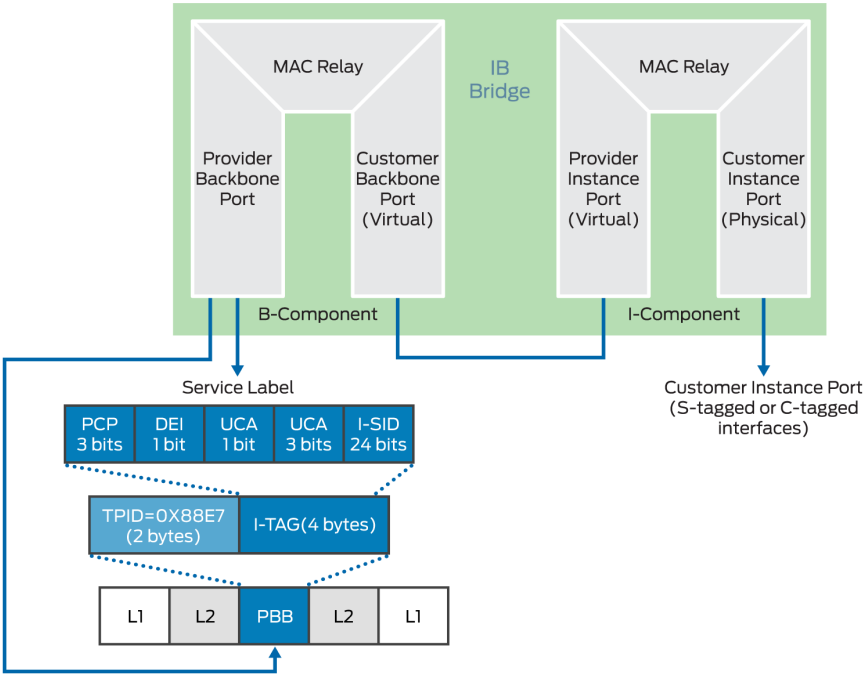 MAC Relay
IB
Bridge
MAC Relay
Provider
Backbone
Port
Customer
Backbone
Port
(Virtual)
Provider
Instance
Port
(Virtual)
Customer
Instance
Port
(Physical)
B-Component
I-Component
Service Label
Customer Instance Port
(S-tagged or C-tagged
interfaces)
PCP
3 bits
DEI
1 bit
UCA
1 bit
UCA
3 bits
I-SID
24 bits
TPID=0X88E7
(2 bytes)
I-TAG(4 bytes)
L1
L2
PBB
L2
L1